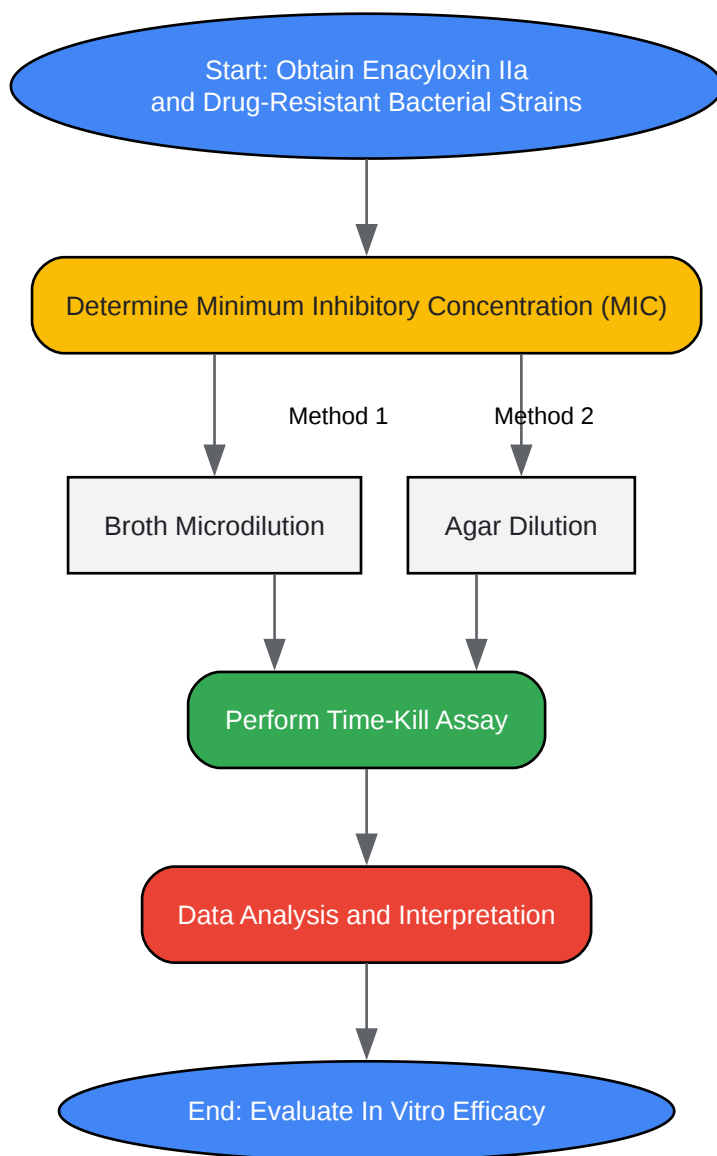 Start: Obtain Enacyloxin IIa
and Drug-Resistant Bacterial Strains
Determine Minimum Inhibitory Concentration (MIC)
Method 1
Method 2
Broth Microdilution
Agar Dilution
Perform Time-Kill Assay
Data Analysis and Interpretation
End: Evaluate In Vitro Efficacy